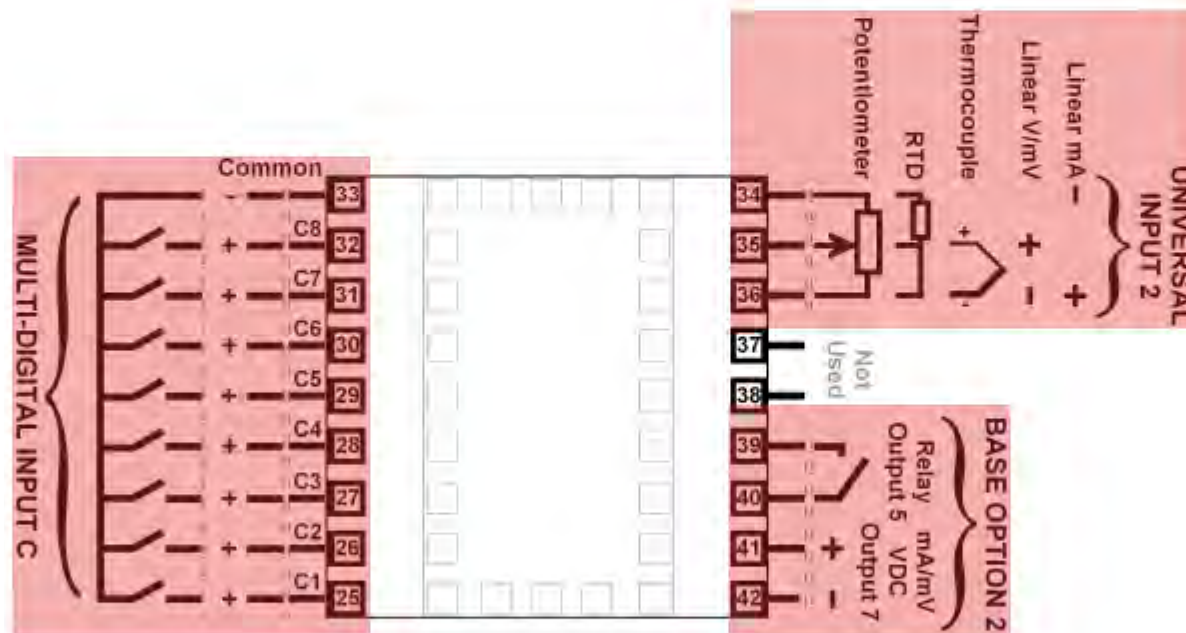 MULTI-DIGITAL INPUT C
Common
- 33
+ C8 32
+ C7 31
+ C6 30
+ C5 29
+ C4 28
+ C3 27
+ C2 26
+ C1 25
UNIVERSAL
INPUT 2
Linear mA
- +
Linear V/mV
+ -
Thermocouple
+ -
RTD
Potentiometer
34
35
36
37
38
Not
Used
39
40
41 +
42 -
BASE OPTION 2
Relay mA/mV
Output 5 VDC
Output 7